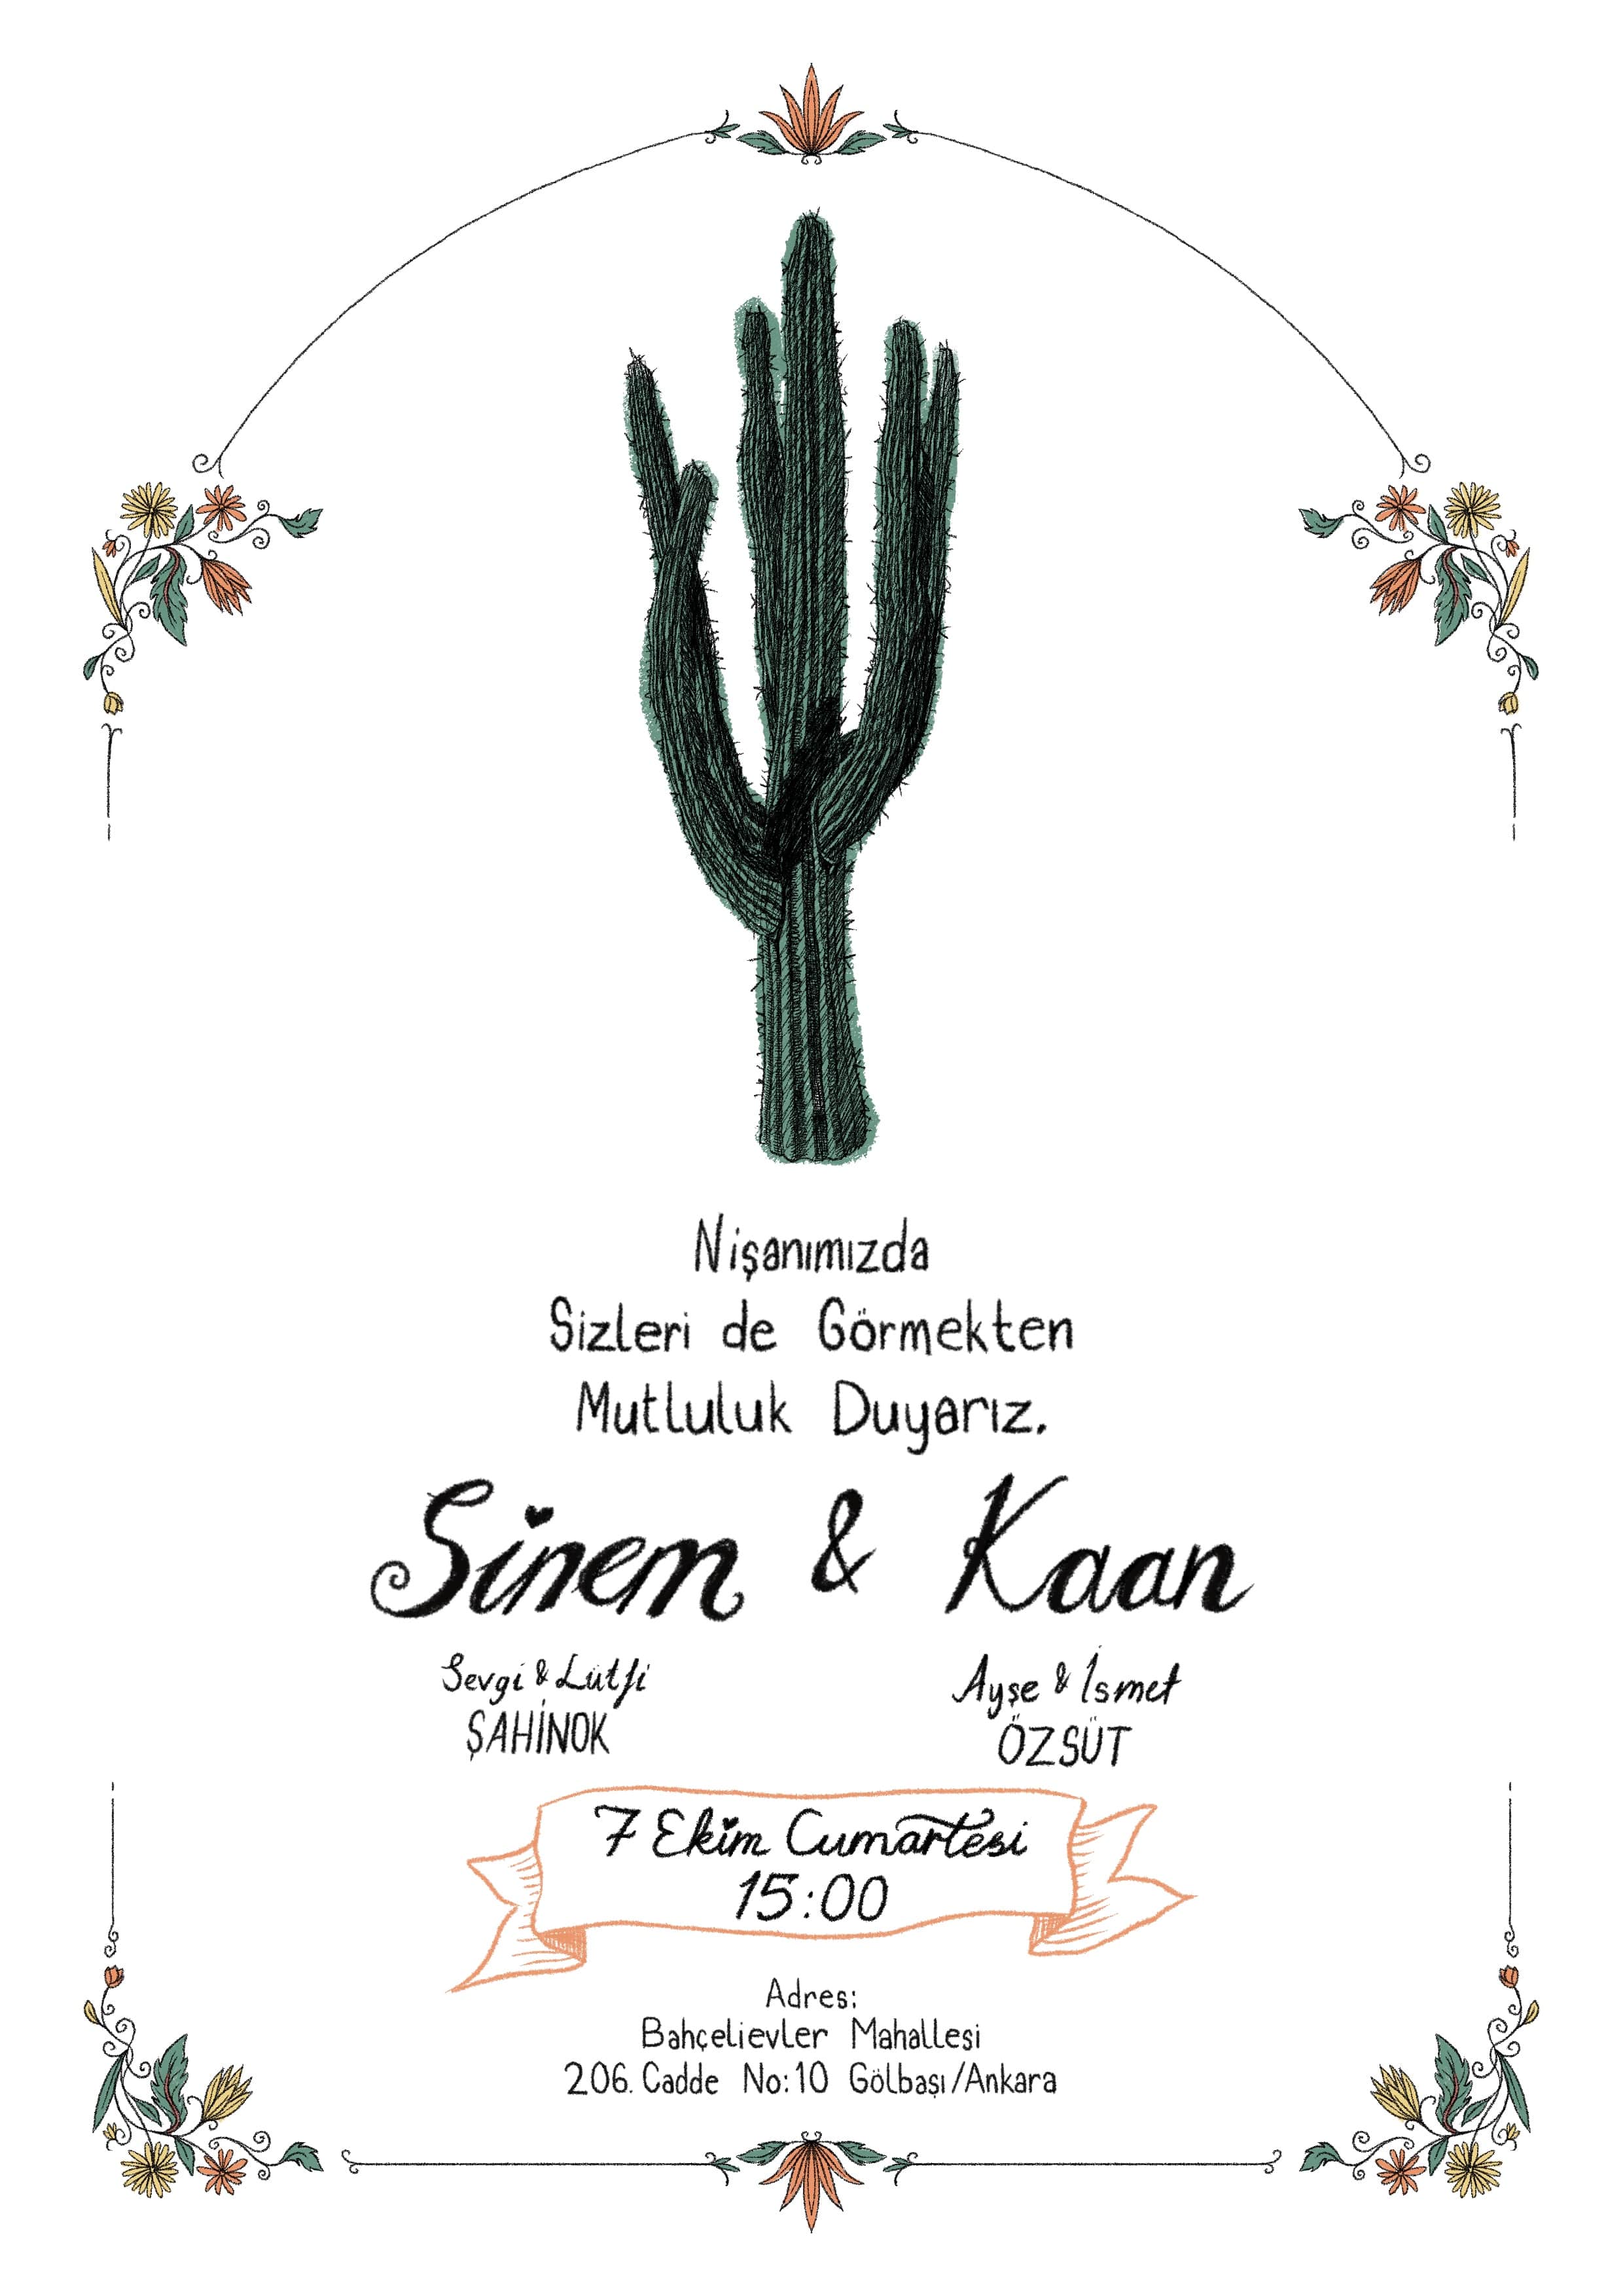 Nişanımızda
Sizleri de Görmekten
Mutluluk Duyarız.
Sinem & Kaan
Sevgi & Lütfi
ŞAHİNOK
Ayşe & İsmet
ÖZSÜT
7 Ekim Cumartesi
15:00
Adres:
Bahçelievler Mahallesi
206. Cadde No:10 Gölbaşı/Ankara